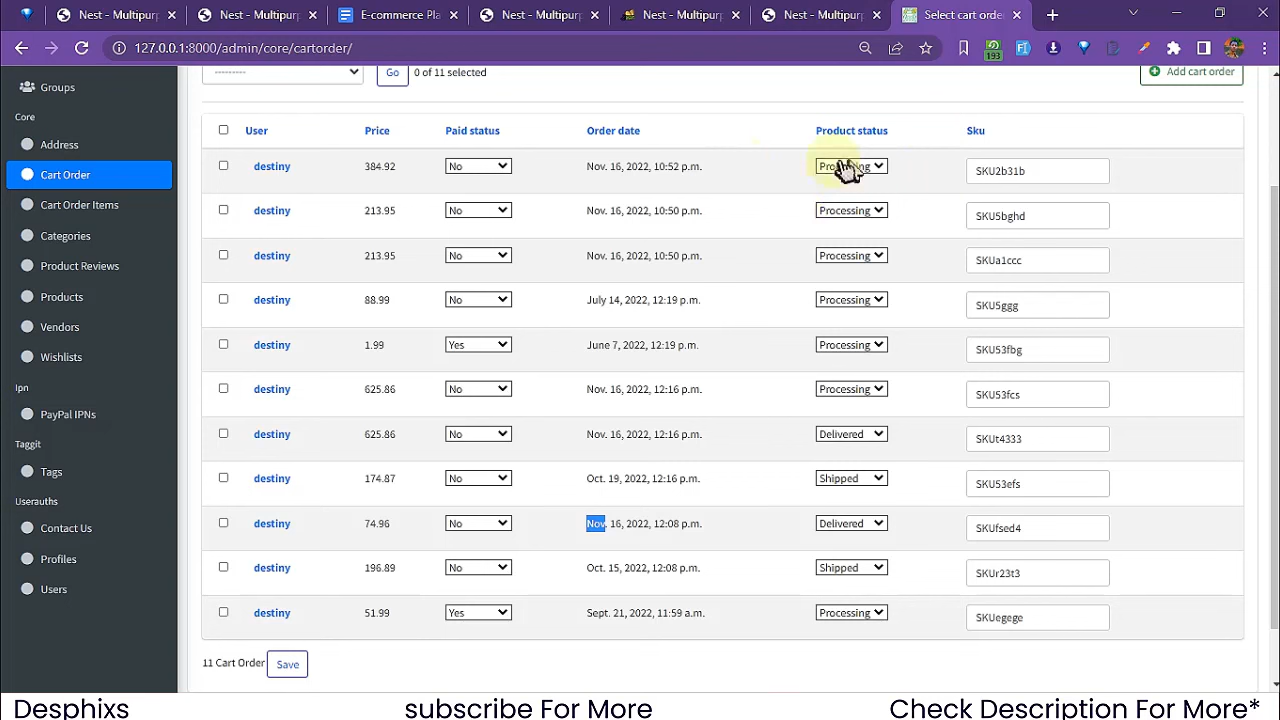 Nest - Multipurp
Nest - Multipurp
E-commerce Pla
Nest - Multipurp
Nest - Multipurp
Nest - Multipurp
Select cart orde
127.0.0.1:8000/admin/core/cartorder/
Groups
Core
Address
Cart Order
Cart Order Items
Categories
Product Reviews
Products
Vendors
Wishlists
Ipn
PayPal IPNs
Taggit
Tags
Userauths
Contact Us
Profiles
Users
--------- Go 0 of 11 selected Add cart order
User Price Paid status Order date Product status Sku
destiny 384.92 No Nov. 16, 2022, 10:52 p.m. SKU2b31b
destiny 213.95 No Nov. 16, 2022, 10:50 p.m. Processing SKU5bghd
destiny 213.95 No Nov. 16, 2022, 10:50 p.m. Processing SKUa1ccc
destiny 88.99 No July 14, 2022, 12:19 p.m. Processing SKU5ggg
destiny 1.99 Yes June 7, 2022, 12:19 p.m. Processing SKU53fbg
destiny 625.86 No Nov. 16, 2022, 12:16 p.m. Processing SKU53fcs
destiny 625.86 No Nov. 16, 2022, 12:16 p.m. Delivered SKUt4333
destiny 174.87 No Oct. 19, 2022, 12:16 p.m. Shipped SKU53efs
destiny 74.96 No Nov. 16, 2022, 12:08 p.m. Delivered SKUfsed4
destiny 196.89 No Oct. 15, 2022, 12:08 p.m. Shipped SKUr23t3
destiny 51.99 Yes Sept. 21, 2022, 11:59 a.m. Processing SKUegege
11 Cart Order Save
Desphixs subscribe For More Check Description For More*